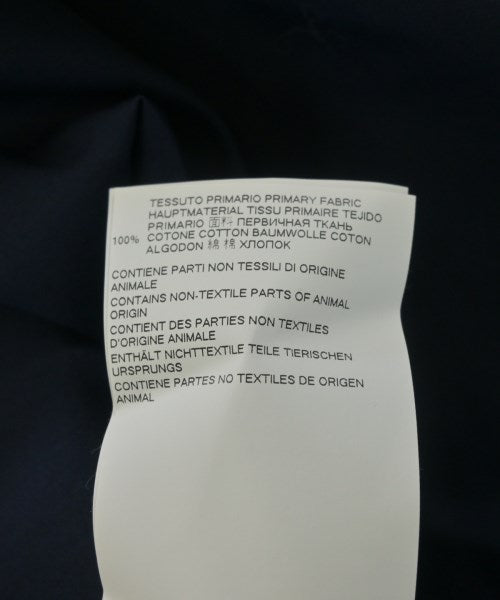 TESSUTO PRIMARIO PRIMARY FABRIC
HAUPTMATERIAL TISSU PRIMAIRE TEJIDO
PRIMARIO 面料 ПЕРВИЧНАЯ ТКАНЬ
100% COTONE COTTON BAUMWOLLE COTON
ALGODON 綿 棉 ХЛОПОК
CONTIENE PARTI NON TESSILI DI ORIGINE
ANIMALE
CONTAINS NON-TEXTILE PARTS OF ANIMAL
ORIGIN
CONTIENT DES PARTIES NON TEXTILES
D'ORIGINE ANIMALE
ENTHÄLT NICHTTEXTILE TEILE TIERISCHEN
URSPRUNGS
CONTIENE PARTES NO TEXTILES DE ORIGEN
ANIMAL